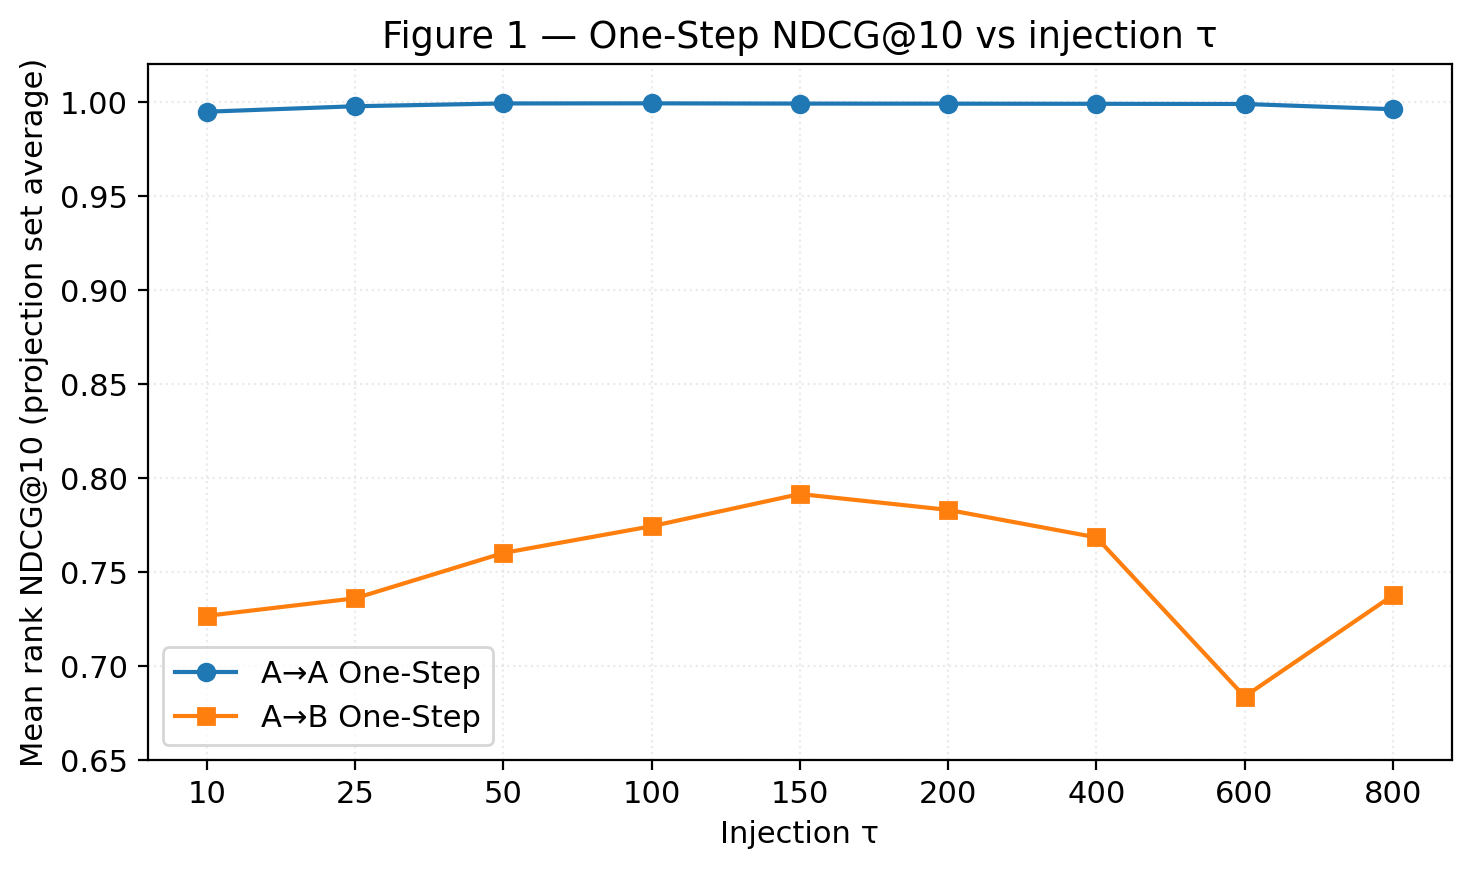 Figure 1 — One-Step NDCG@10 vs injection τ
Mean rank NDCG@10 (projection set average)
1.00
0.95
0.90
0.85
0.80
0.75
0.70
0.65
A→A One-Step
A→B One-Step
10 25 50 100 150 200 400 600 800
Injection τ